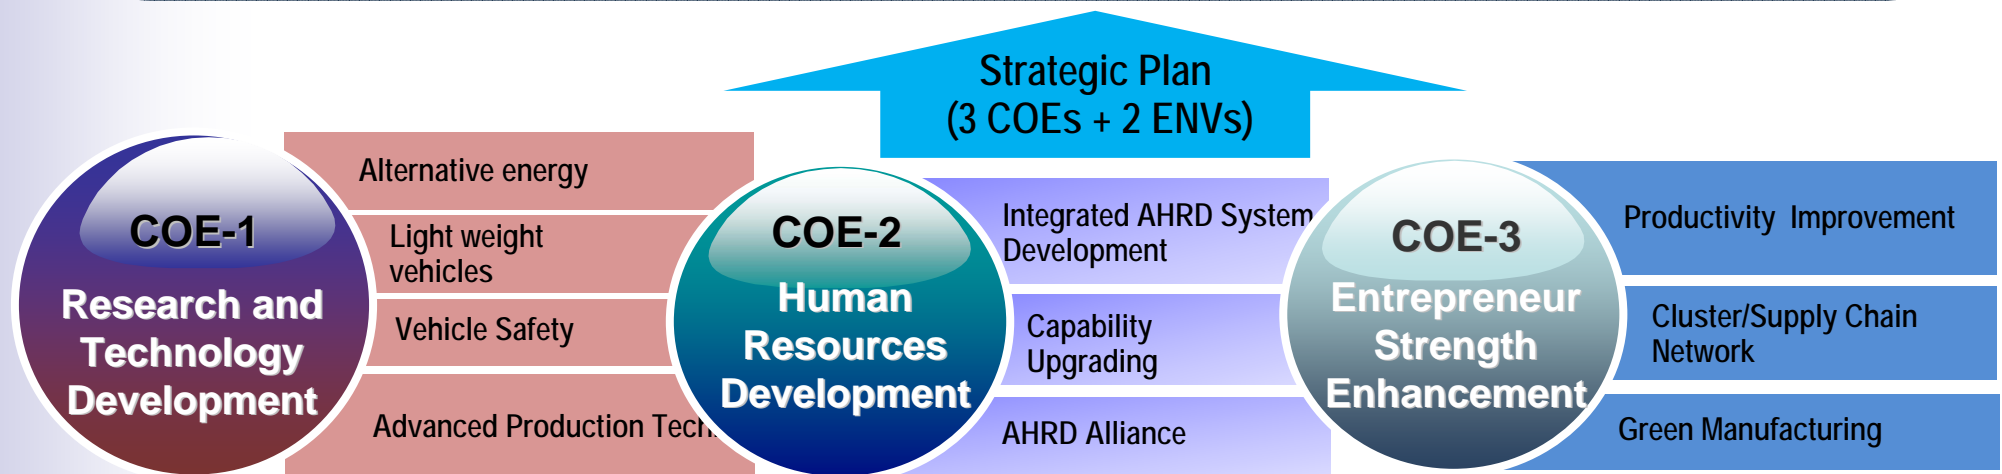 Strategic Plan
(3 COEs + 2 ENVs)
COE-1
Research and
Technology
Development
Alternative energy
Light weight
vehicles
Vehicle Safety
Advanced Production
COE-2
Human
Resources
Development
Integrated AHRD System
Development
Capability
Upgrading
AHRD Alliance
COE-3
Entrepreneur
Strength
Enhancement
Productivity Improvement
Cluster/Supply Chain
Network
Green Manufacturing